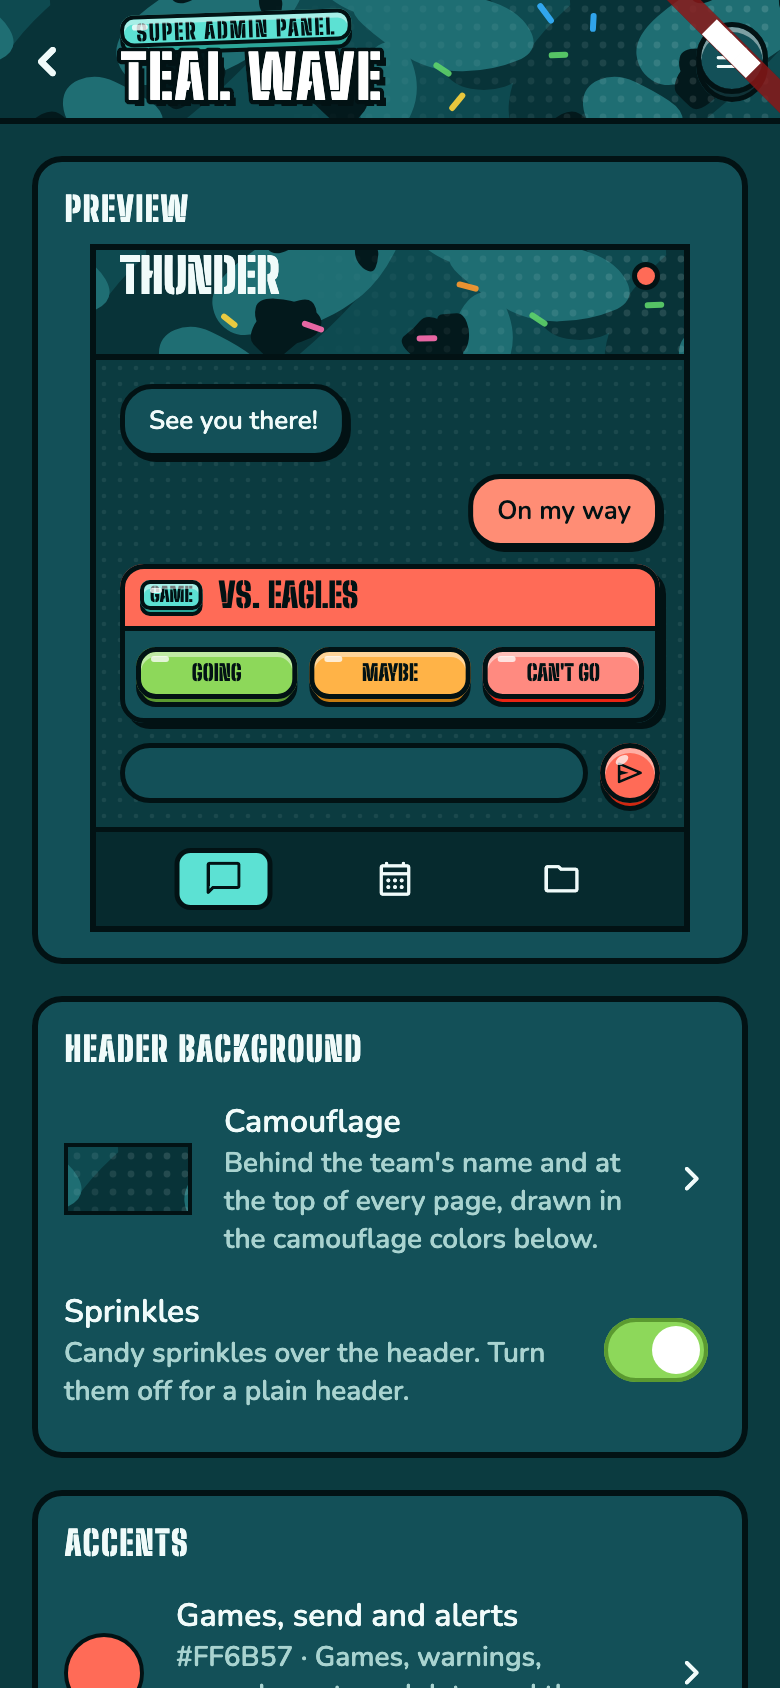 SUPER ADMIN PANEL
TEAL WAVE
PREVIEW
THUNDER
See you there!
On my way
GAME VS. EAGLES
GOING MAYBE CAN'T GO
HEADER BACKGROUND
Camouflage
Behind the team's name and at
the top of every page, drawn in
the camouflage colors below.
Sprinkles
Candy sprinkles over the header. Turn
them off for a plain header.
ACCENTS
Games, send and alerts
#FF6B57 · Games, warnings,